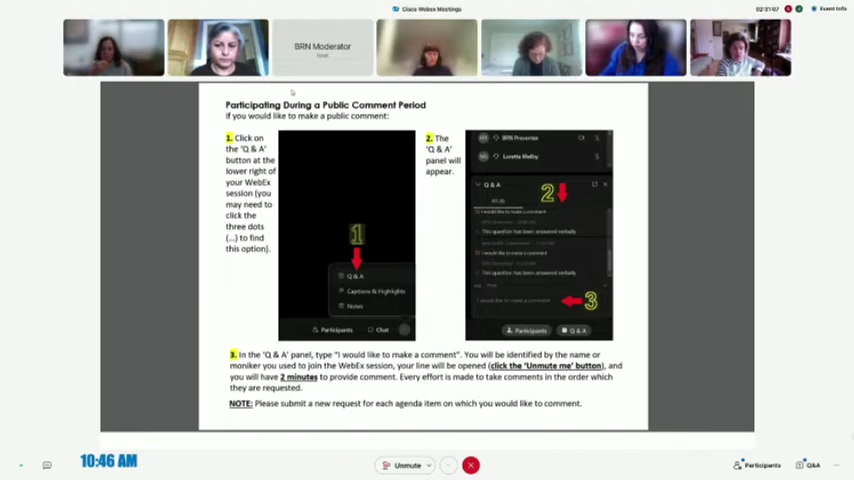 Cisco Webex Meetings
02:31:07
Event Info
BRN Moderator
Participating During a Public Comment Period
If you would like to make a public comment:
1. Click on
the 'Q & A'
button at the
lower right of
your WebEx
session (you
may need to
click the
three dots
(...) to find
this option).
1
Q & A
Captions & Highlights
Notes
Participants
Chat
2. The
'Q & A'
panel will
appear.
BRN Presenter
Loretta Melby
Q & A
2
All (4)
I would like to make a comment
This question has been answered verbally
I would like to make a comment
This question has been answered verbally
I would like to make a comment
3
Participants
Q & A
3. In the 'Q & A' panel, type "I would like to make a comment". You will be identified by the name or
moniker you used to join the WebEx session, your line will be opened (click the 'Unmute me' button), and
you will have 2 minutes to provide comment. Every effort is made to take comments in the order which
they are requested.
NOTE: Please submit a new request for each agenda item on which you would like to comment.
10:46 AM
Unmute
Participants
Q&A